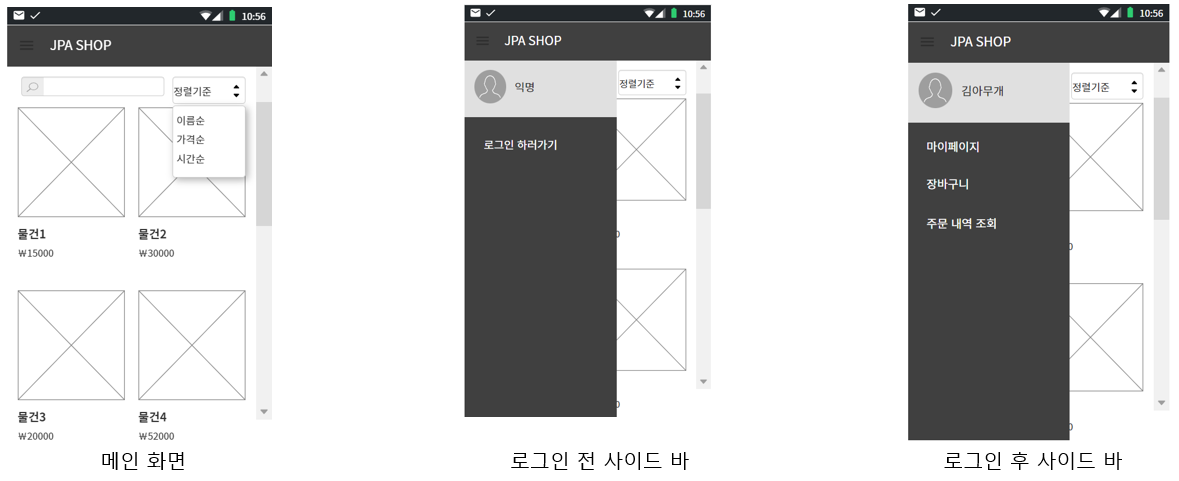 10:56
JPA SHOP
정렬기준
이름순
가격순
시간순
물건1
물건2
₩15000
₩30000
물건3
물건4
₩20000
₩52000
메인 화면
10:56
JPA SHOP
익명
정렬기준
로그인 하러가기
0
0
로그인 전 사이드 바
10:56
JPA SHOP
김아무개
정렬기준
마이페이지
장바구니
주문 내역 조회
0
0
로그인 후 사이드 바